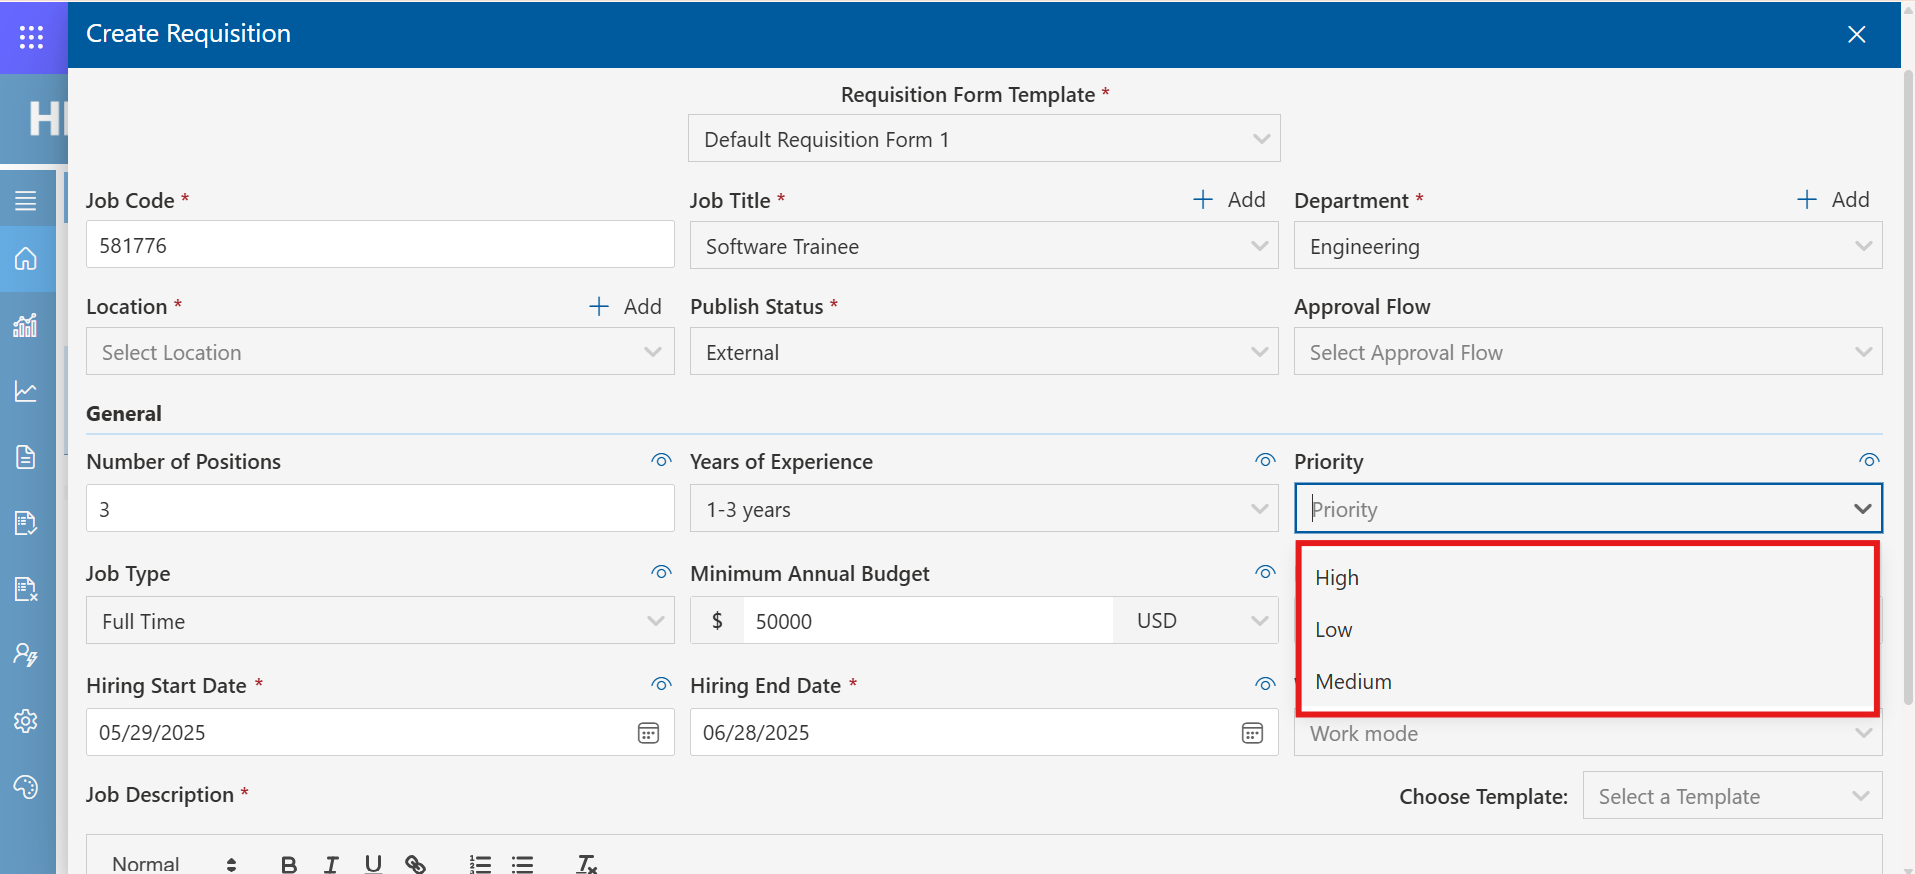 Create Requisition
Requisition Form Template *
Default Requisition Form 1
Job Code *
Job Title * + Add
Department * + Add
581776
Software Trainee
Engineering
Location * + Add
Publish Status *
Approval Flow
Select Location
External
Select Approval Flow
General
Number of Positions
Years of Experience
Priority
3
1-3 years
Priority
High
Low
Medium
Job Type
Minimum Annual Budget
Full Time
$ 50000 USD
Hiring Start Date *
Hiring End Date *
05/29/2025
06/28/2025
Work mode
Job Description *
Choose Template: Select a Template
Normal B I U